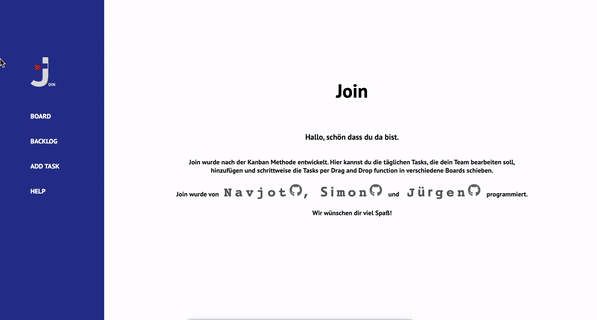 Join
BOARD
BACKLOG
ADD TASK
HELP
Join
Hallo, schön dass du da bist.
Join wurde nach der Kanban Methode entwickelt. Hier kannst du die täglichen Tasks, die dein Team bearbeiten soll,
hinzufügen und schrittweise die Tasks per Drag and Drop function in verschiedene Boards schieben.
Join wurde von Navjot, Simon und Jürgen programmiert.
Wir wünschen dir viel Spaß!